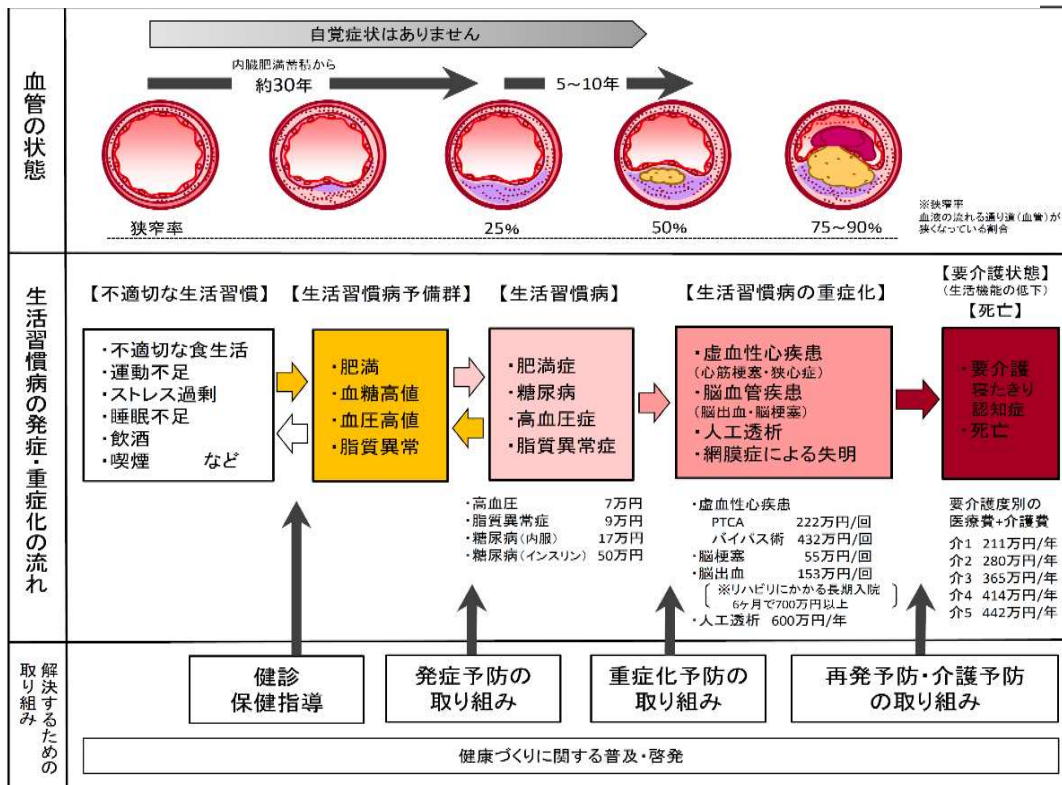 自覚症状はありません
内臓肥満蓄積から
約30年
5～10年
血管の状態
狭窄率
25%
50%
75～90%
※狭窄率
血液の流れる通り道(血管)が
狭くなっている割合
生活習慣病の発症・重症化の流れ
【不適切な生活習慣】
・不適切な食生活
・運動不足
・ストレス過剰
・睡眠不足
・飲酒
・喫煙 など
【生活習慣病予備群】
・肥満
・血糖高値
・血圧高値
・脂質異常
【生活習慣病】
・肥満症
・糖尿病
・高血圧症
・脂質異常症
・高血圧 7万円
・脂質異常症 9万円
・糖尿病(内服) 17万円
・糖尿病(インスリン) 50万円
【生活習慣病の重症化】
・虚血性心疾患
(心筋梗塞・狭心症)
・脳血管疾患
(脳出血・脳梗塞)
・人工透析
・網膜症による失明
・虚血性心疾患
PTCA 222万円/回
バイパス術 432万円/回
・脳梗塞 55万円/回
・脳出血 153万円/回
※リハビリにかかる長期入院
6ヶ月で700万円以上
・人工透析 600万円/年
【要介護状態】
(生活機能の低下)
【死亡】
・要介護
寝たきり
認知症
・死亡
要介護度別の
医療費+介護費
介1 211万円/年
介2 280万円/年
介3 365万円/年
介4 414万円/年
介5 442万円/年
解決するための
取り組み
健診
保健指導
発症予防の
取り組み
重症化予防の
取り組み
再発予防・介護予防
の取り組み
健康づくりに関する普及・啓発